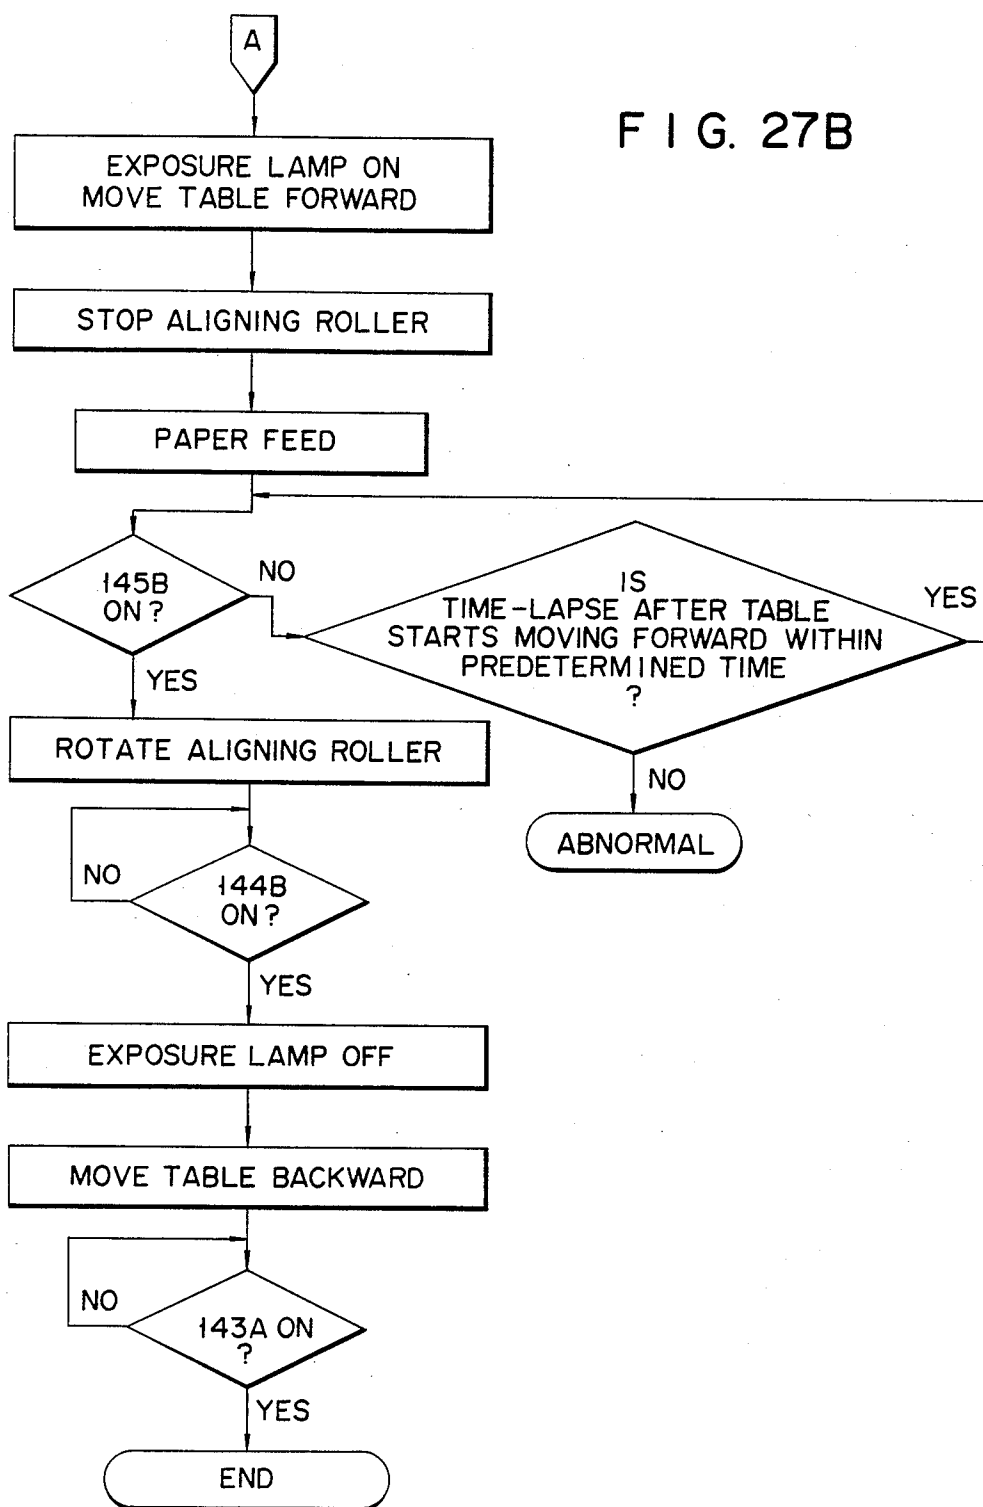 A
F I G. 27B
EXPOSURE LAMP ON
MOVE TABLE FORWARD
STOP ALIGNING ROLLER
PAPER FEED
145B
ON?
NO
IS
TIME-LAPSE AFTER TABLE
STARTS MOVING FORWARD WITHIN
PREDETERMINED TIME
?
YES
YES
NO
ROTATE ALIGNING ROLLER
ABNORMAL
NO
144B
ON?
YES
EXPOSURE LAMP OFF
MOVE TABLE BACKWARD
NO
143A ON
?
YES
END